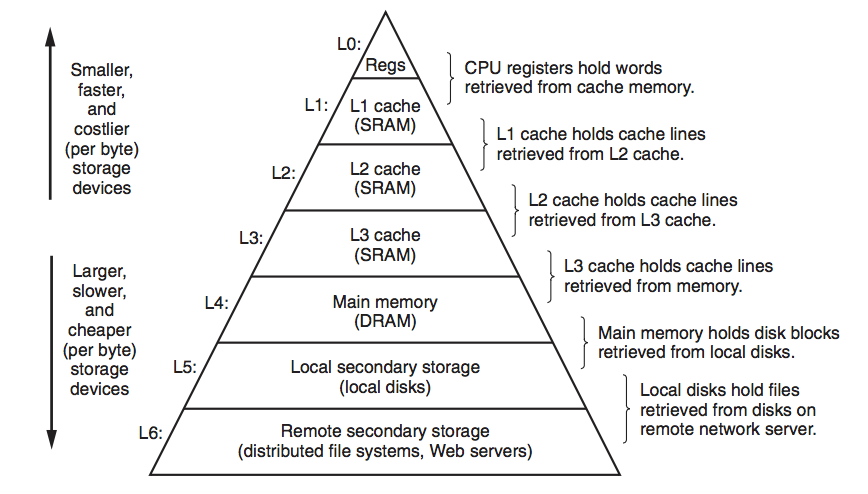 Smaller,
faster,
and
costlier
(per byte)
storage
devices
Larger,
slower,
and
cheaper
(per byte)
storage
devices
L0:
Regs
CPU registers hold words
retrieved from cache memory.
L1:
L1 cache
(SRAM)
L1 cache holds cache lines
retrieved from L2 cache.
L2:
L2 cache
(SRAM)
L2 cache holds cache lines
retrieved from L3 cache.
L3:
L3 cache
(SRAM)
L3 cache holds cache lines
retrieved from memory.
L4:
Main memory
(DRAM)
Main memory holds disk blocks
retrieved from local disks.
L5:
Local secondary storage
(local disks)
Local disks hold files
retrieved from disks on
remote network server.
L6:
Remote secondary storage
(distributed file systems, Web servers)